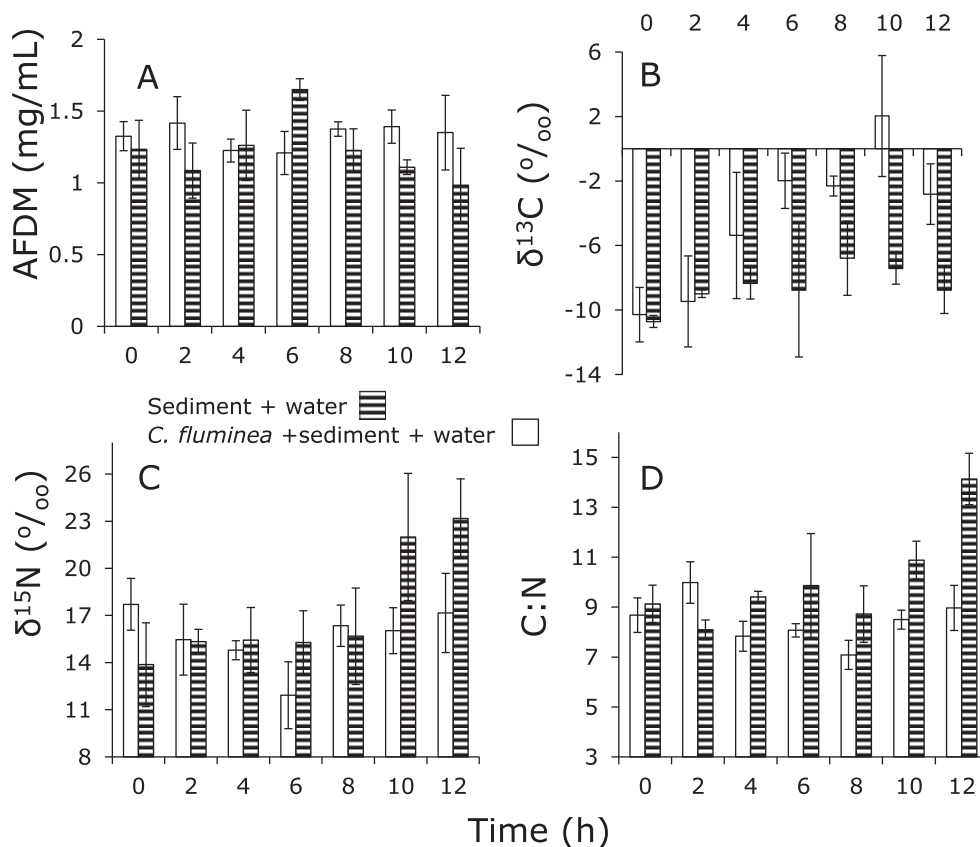 A
AFDM (mg/mL)
2
1.5
1
0.5
0
0 2 4 6 8 10 12
B
0 2 4 6 8 10 12
δ¹³C (°/ₒₒ)
6
2
-2
-6
-10
-14
Sediment + water
C. fluminea +sediment + water
C
δ¹⁵N (°/ₒₒ)
26
23
20
17
14
11
8
0 2 4 6 8 10 12
D
C:N
15
13
11
9
7
5
3
0 2 4 6 8 10 12
Time (h)